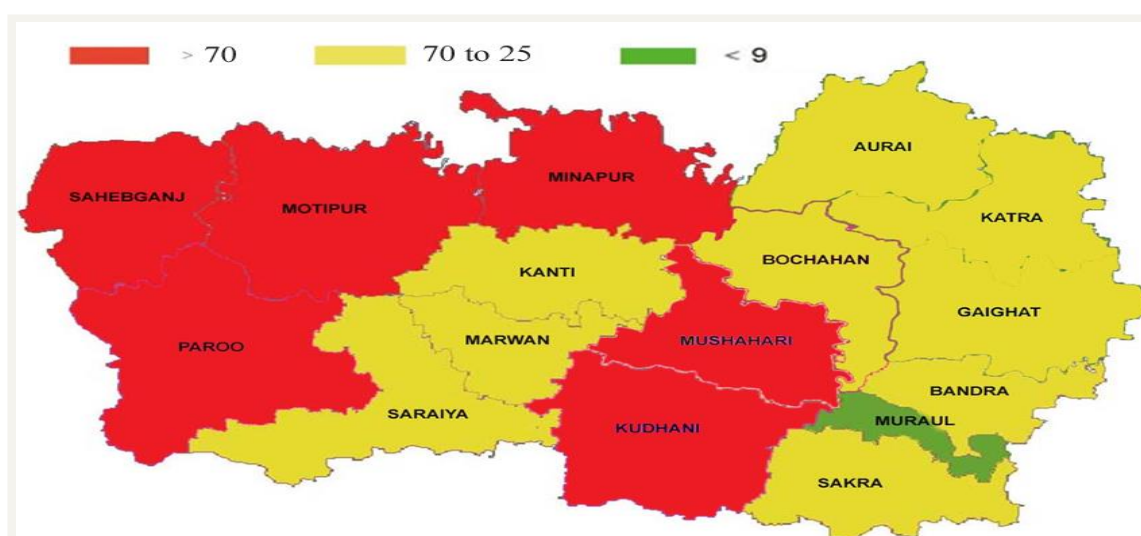 > 70
70 to 25
< 9
AURAI
MINAPUR
SAHEBGANJ
MOTIPUR
KATRA
BOCHAHAN
KANTI
GAIGHAT
MARWAN
MUSHAHARI
PAROO
BANDRA
SARAIYA
MURAUL
KUDHANI
SAKRA